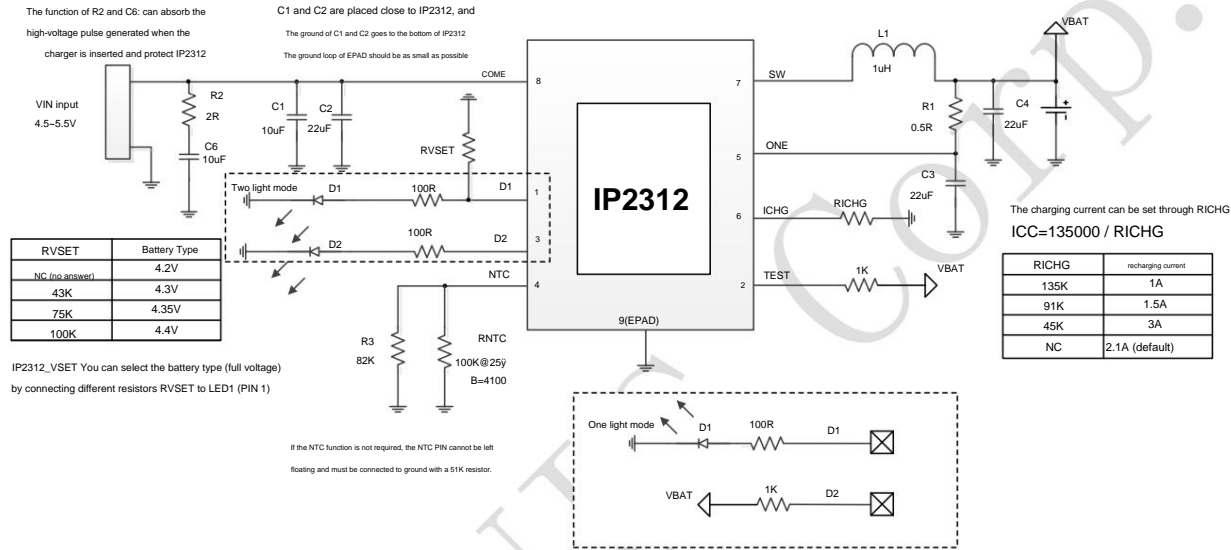 The function of R2 and C6: can absorb the
high-voltage pulse generated when the
charger is inserted and protect IP2312
C1 and C2 are placed close to IP2312, and
The ground of C1 and C2 goes to the bottom of IP2312
The ground loop of EPAD should be as small as possible
VIN input
4.5~5.5V
R2
2R
C6
10uF
C1
10uF
C2
22uF
COME
8
RVSET
Two light mode
D1
100R
D1
1
D2
100R
D2
3
NTC
4
R3
82K
RNTC
100K@25ÿ
B=4100
IP2312
9(EPAD)
7
SW
L1
1uH
VBAT
R1
0.5R
C4
22uF
+
-
5
ONE
C3
22uF
6
ICHG
RICHG
2
TEST
1K
VBAT
The charging current can be set through RICHG
ICC=135000 / RICHG
RICHG recharging current
135K 1A
91K 1.5A
45K 3A
NC 2.1A (default)
RVSET Battery Type
NC (no answer) 4.2V
43K 4.3V
75K 4.35V
100K 4.4V
IP2312_VSET You can select the battery type (full voltage)
by connecting different resistors RVSET to LED1 (PIN 1)
If the NTC function is not required, the NTC PIN cannot be left
floating and must be connected to ground with a 51K resistor.
One light mode
D1
100R
D1
VBAT
1K
D2
Corp.